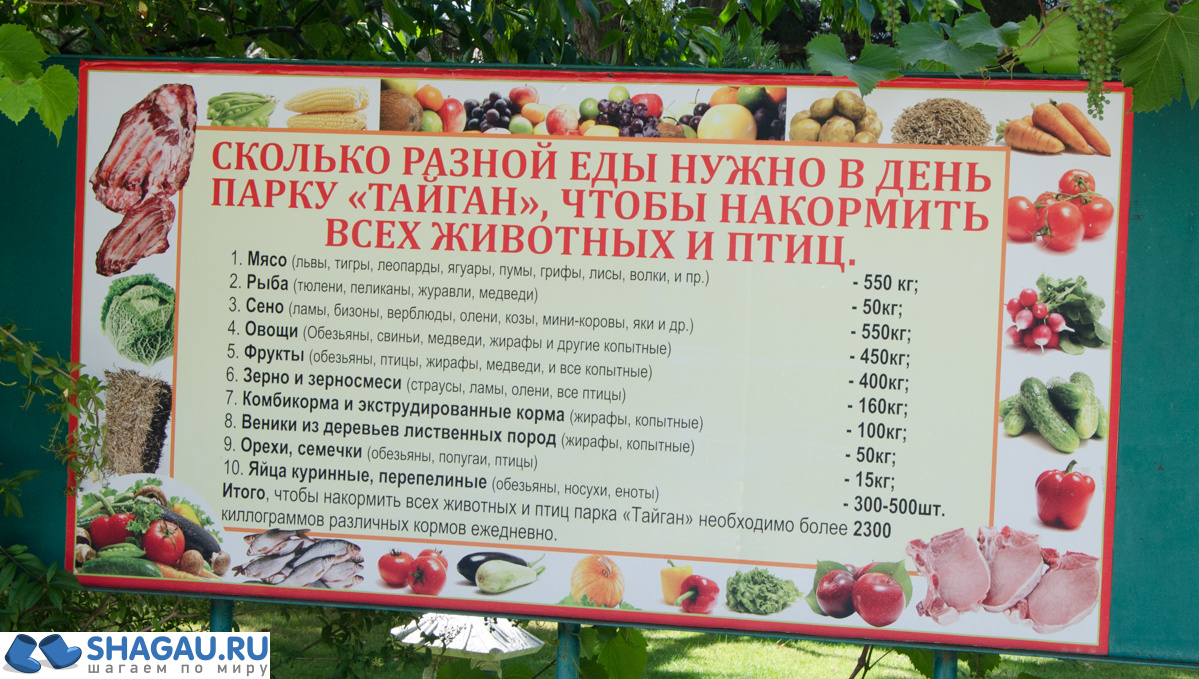 СКОЛЬКО РАЗНОЙ ЕДЫ НУЖНО В ДЕНЬ
ПАРКУ «ТАЙГАН», ЧТОБЫ НАКОРМИТЬ
ВСЕХ ЖИВОТНЫХ И ПТИЦ.
1. Мясо (львы, тигры, леопарды, ягуары, пумы, грифы, лисы, волки, и пр.) - 550 кг;
2. Рыба (тюлени, пеликаны, журавли, медведи) - 50кг;
3. Сено (ламы, бизоны, верблюды, олени, козы, мини-коровы, яки и др.) - 550кг;
4. Овощи (Обезьяны, свиньи, медведи, жирафы и другие копытные) - 450кг;
5. Фрукты (обезьяны, птицы, жирафы, медведи, и все копытные) - 400кг;
6. Зерно и зерносмеси (страусы, ламы, олени, все птицы) - 160кг;
7. Комбикорма и экструдированные корма (жирафы, копытные) - 100кг;
8. Веники из деревьев лиственных пород (жирафы, копытные) - 50кг;
9. Орехи, семечки (обезьяны, попугаи, птицы) - 15кг;
10. Яйца куринные, перепелиные (обезьяны, носухи, еноты) - 300-500шт.
Итого, чтобы накормить всех животных и птиц парка «Тайган» необходимо более 2300
киллограммов различных кормов ежедневно.
SHAGAU.RU
шагаем по миру